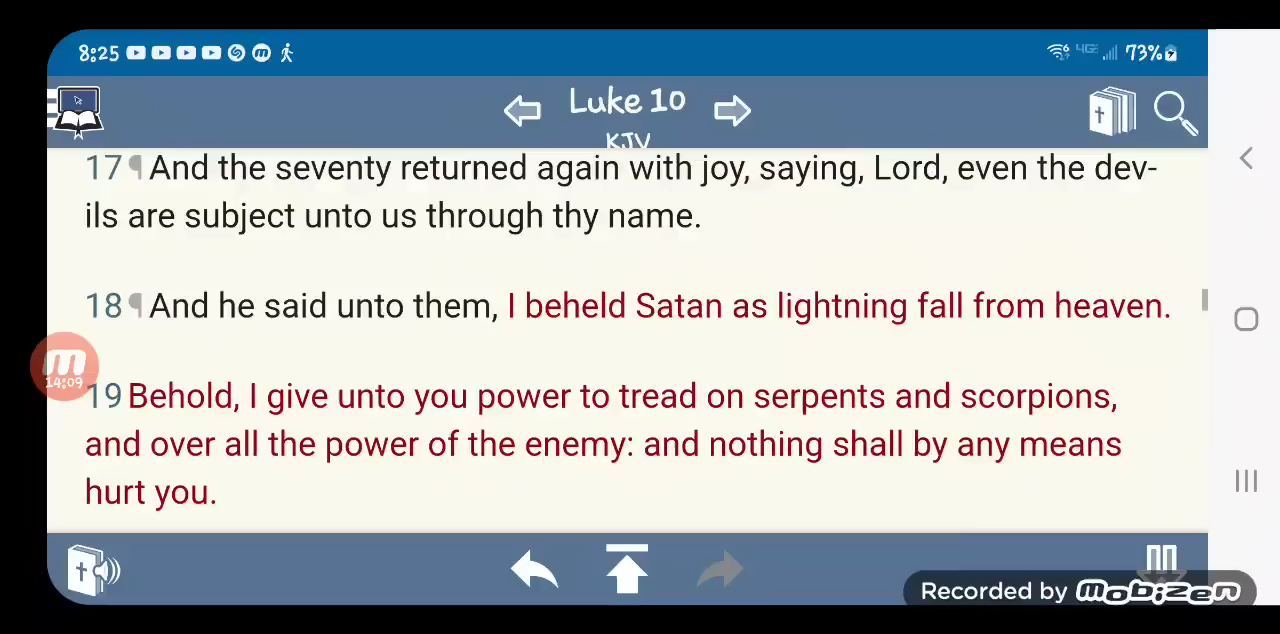 8:25 4GE 73%
Luke 10
KJV
17 ¶ And the seventy returned again with joy, saying, Lord, even the dev-
ils are subject unto us through thy name.
18 ¶ And he said unto them, I beheld Satan as lightning fall from heaven.
19 Behold, I give unto you power to tread on serpents and scorpions,
and over all the power of the enemy: and nothing shall by any means
hurt you.
14:09
Recorded by mobizen